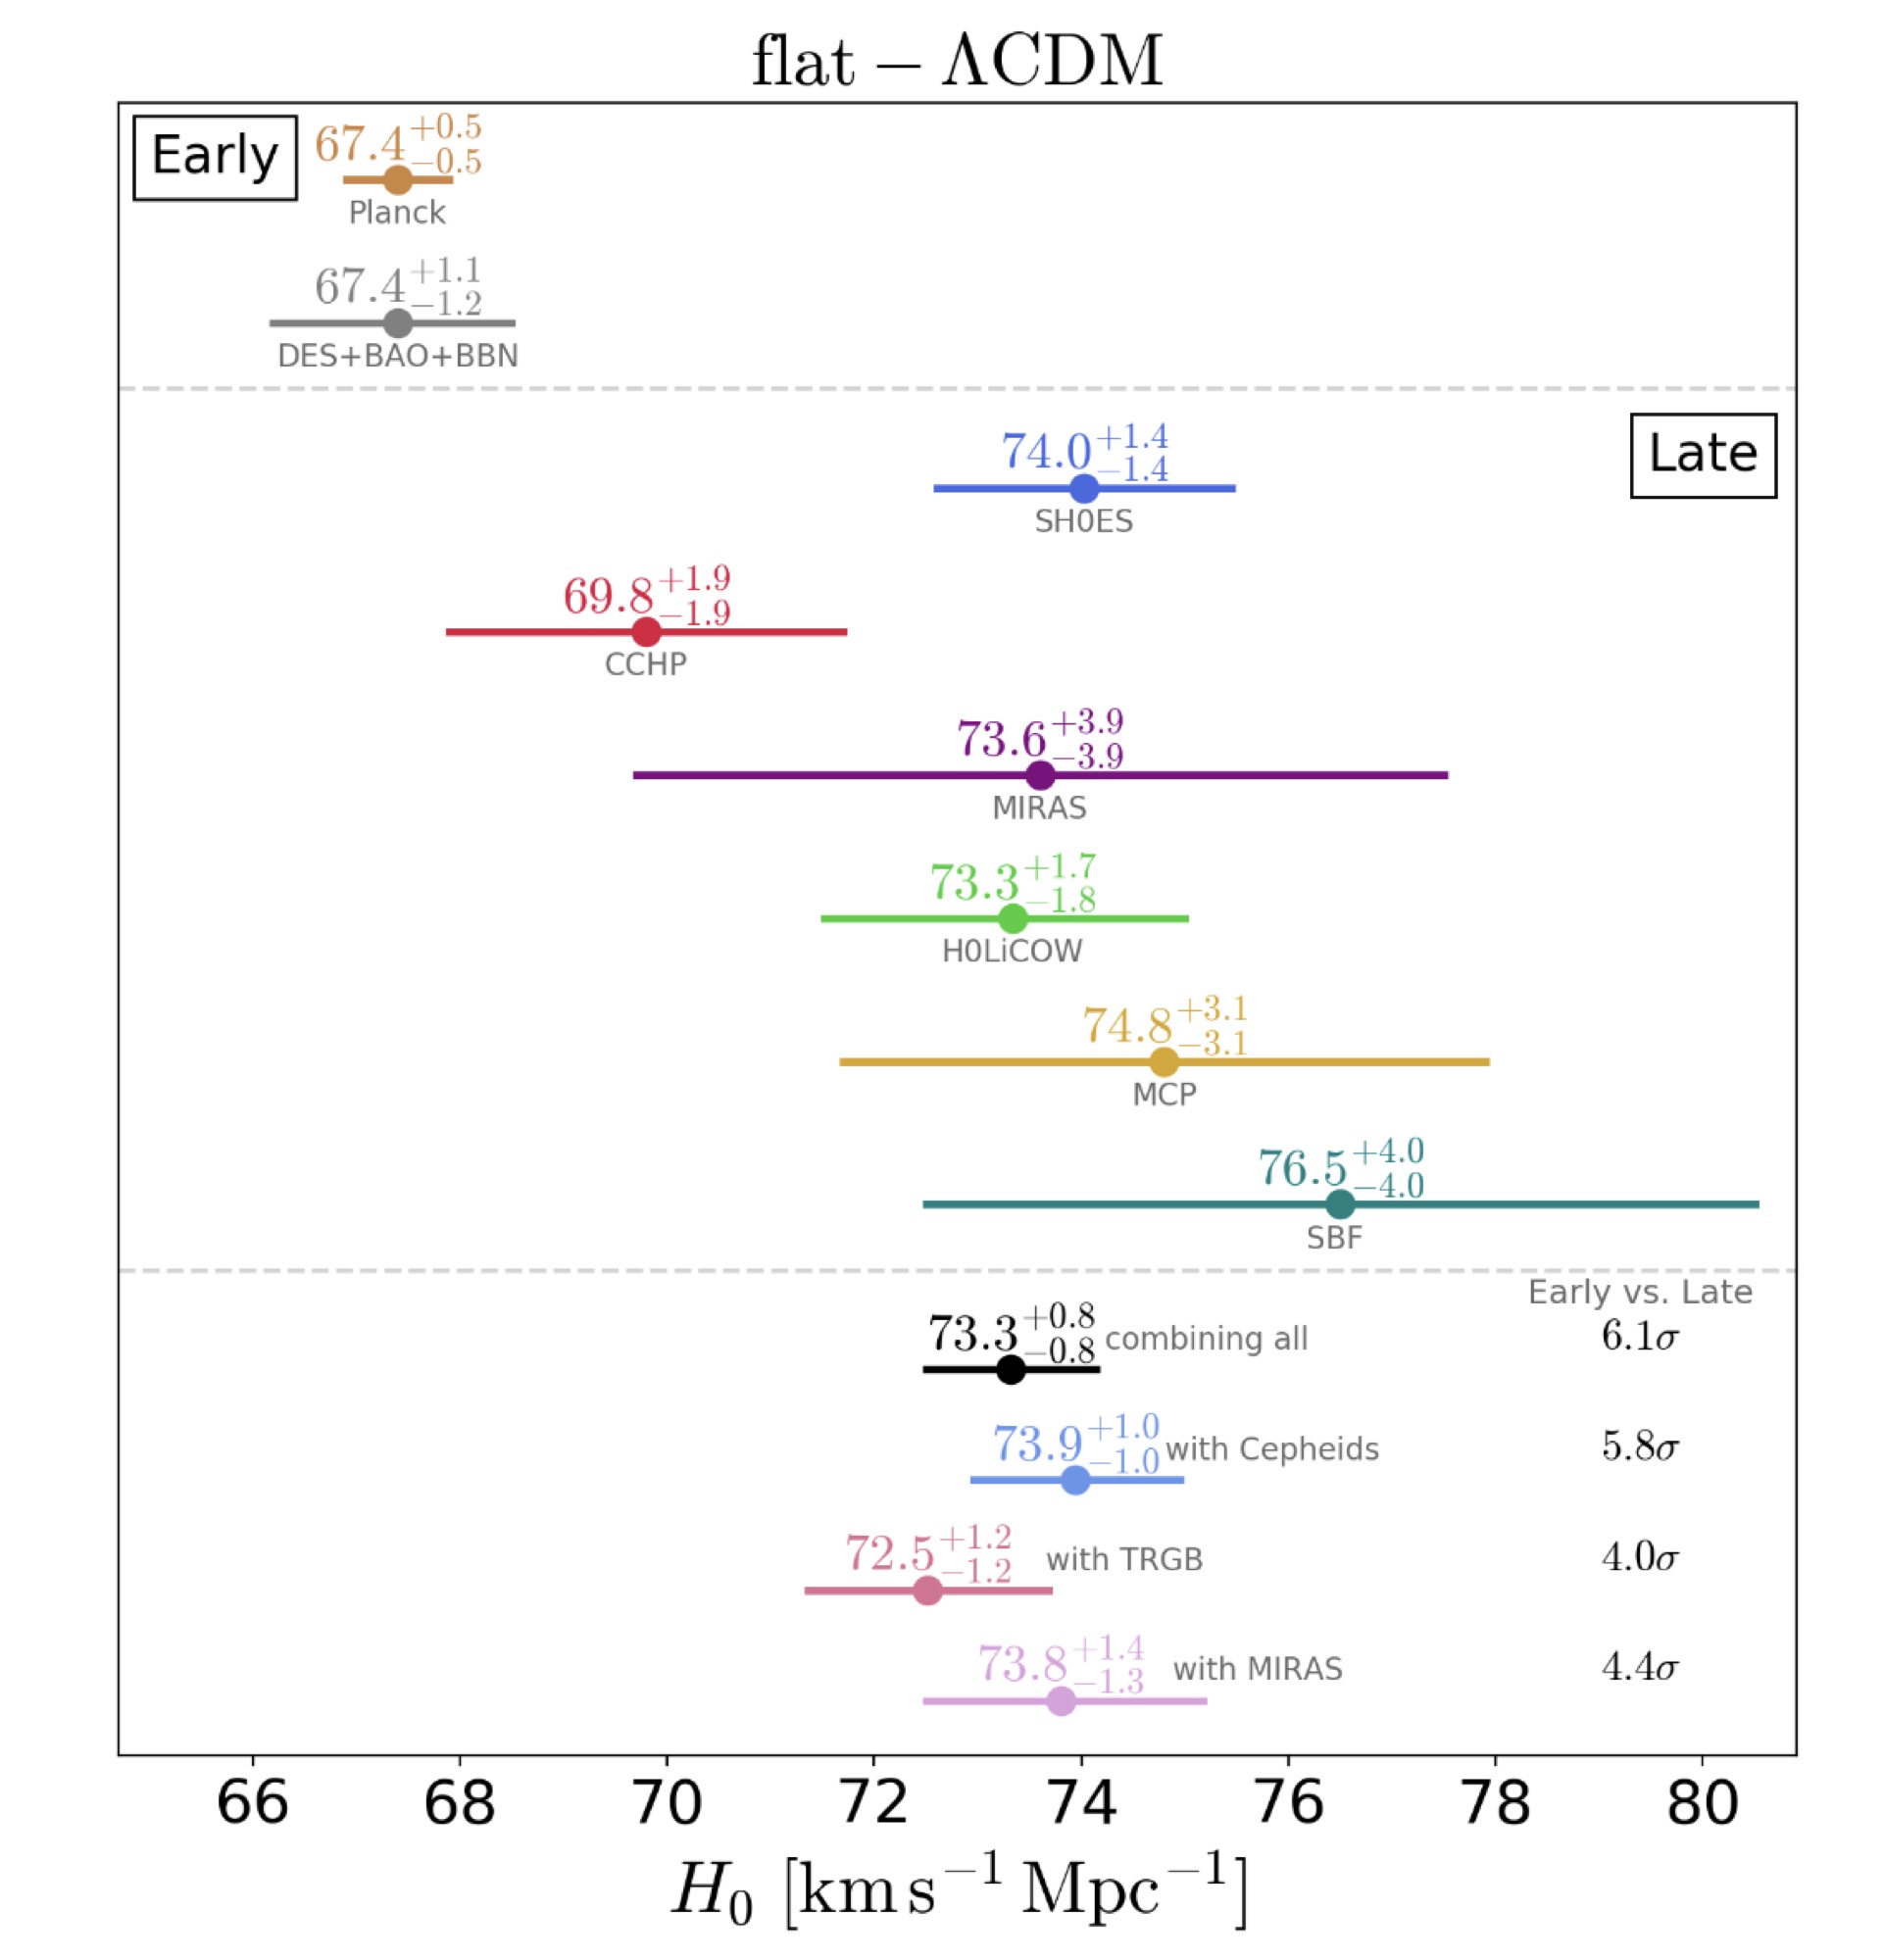 flat − ΛCDM
Early
67.4 +0.5 −0.5
Planck
67.4 +1.1 −1.2
DES+BAO+BBN
Late
74.0 +1.4 −1.4
SH0ES
69.8 +1.9 −1.9
CCHP
73.6 +3.9 −3.9
MIRAS
73.3 +1.7 −1.8
H0LiCOW
74.8 +3.1 −3.1
MCP
76.5 +4.0 −4.0
SBF
Early vs. Late
73.3 +0.8 −0.8 combining all 6.1σ
73.9 +1.0 −1.0 with Cepheids 5.8σ
72.5 +1.2 −1.2 with TRGB 4.0σ
73.8 +1.4 −1.3 with MIRAS 4.4σ
66 68 70 72 74 76 78 80
H₀ [km s⁻¹ Mpc⁻¹]